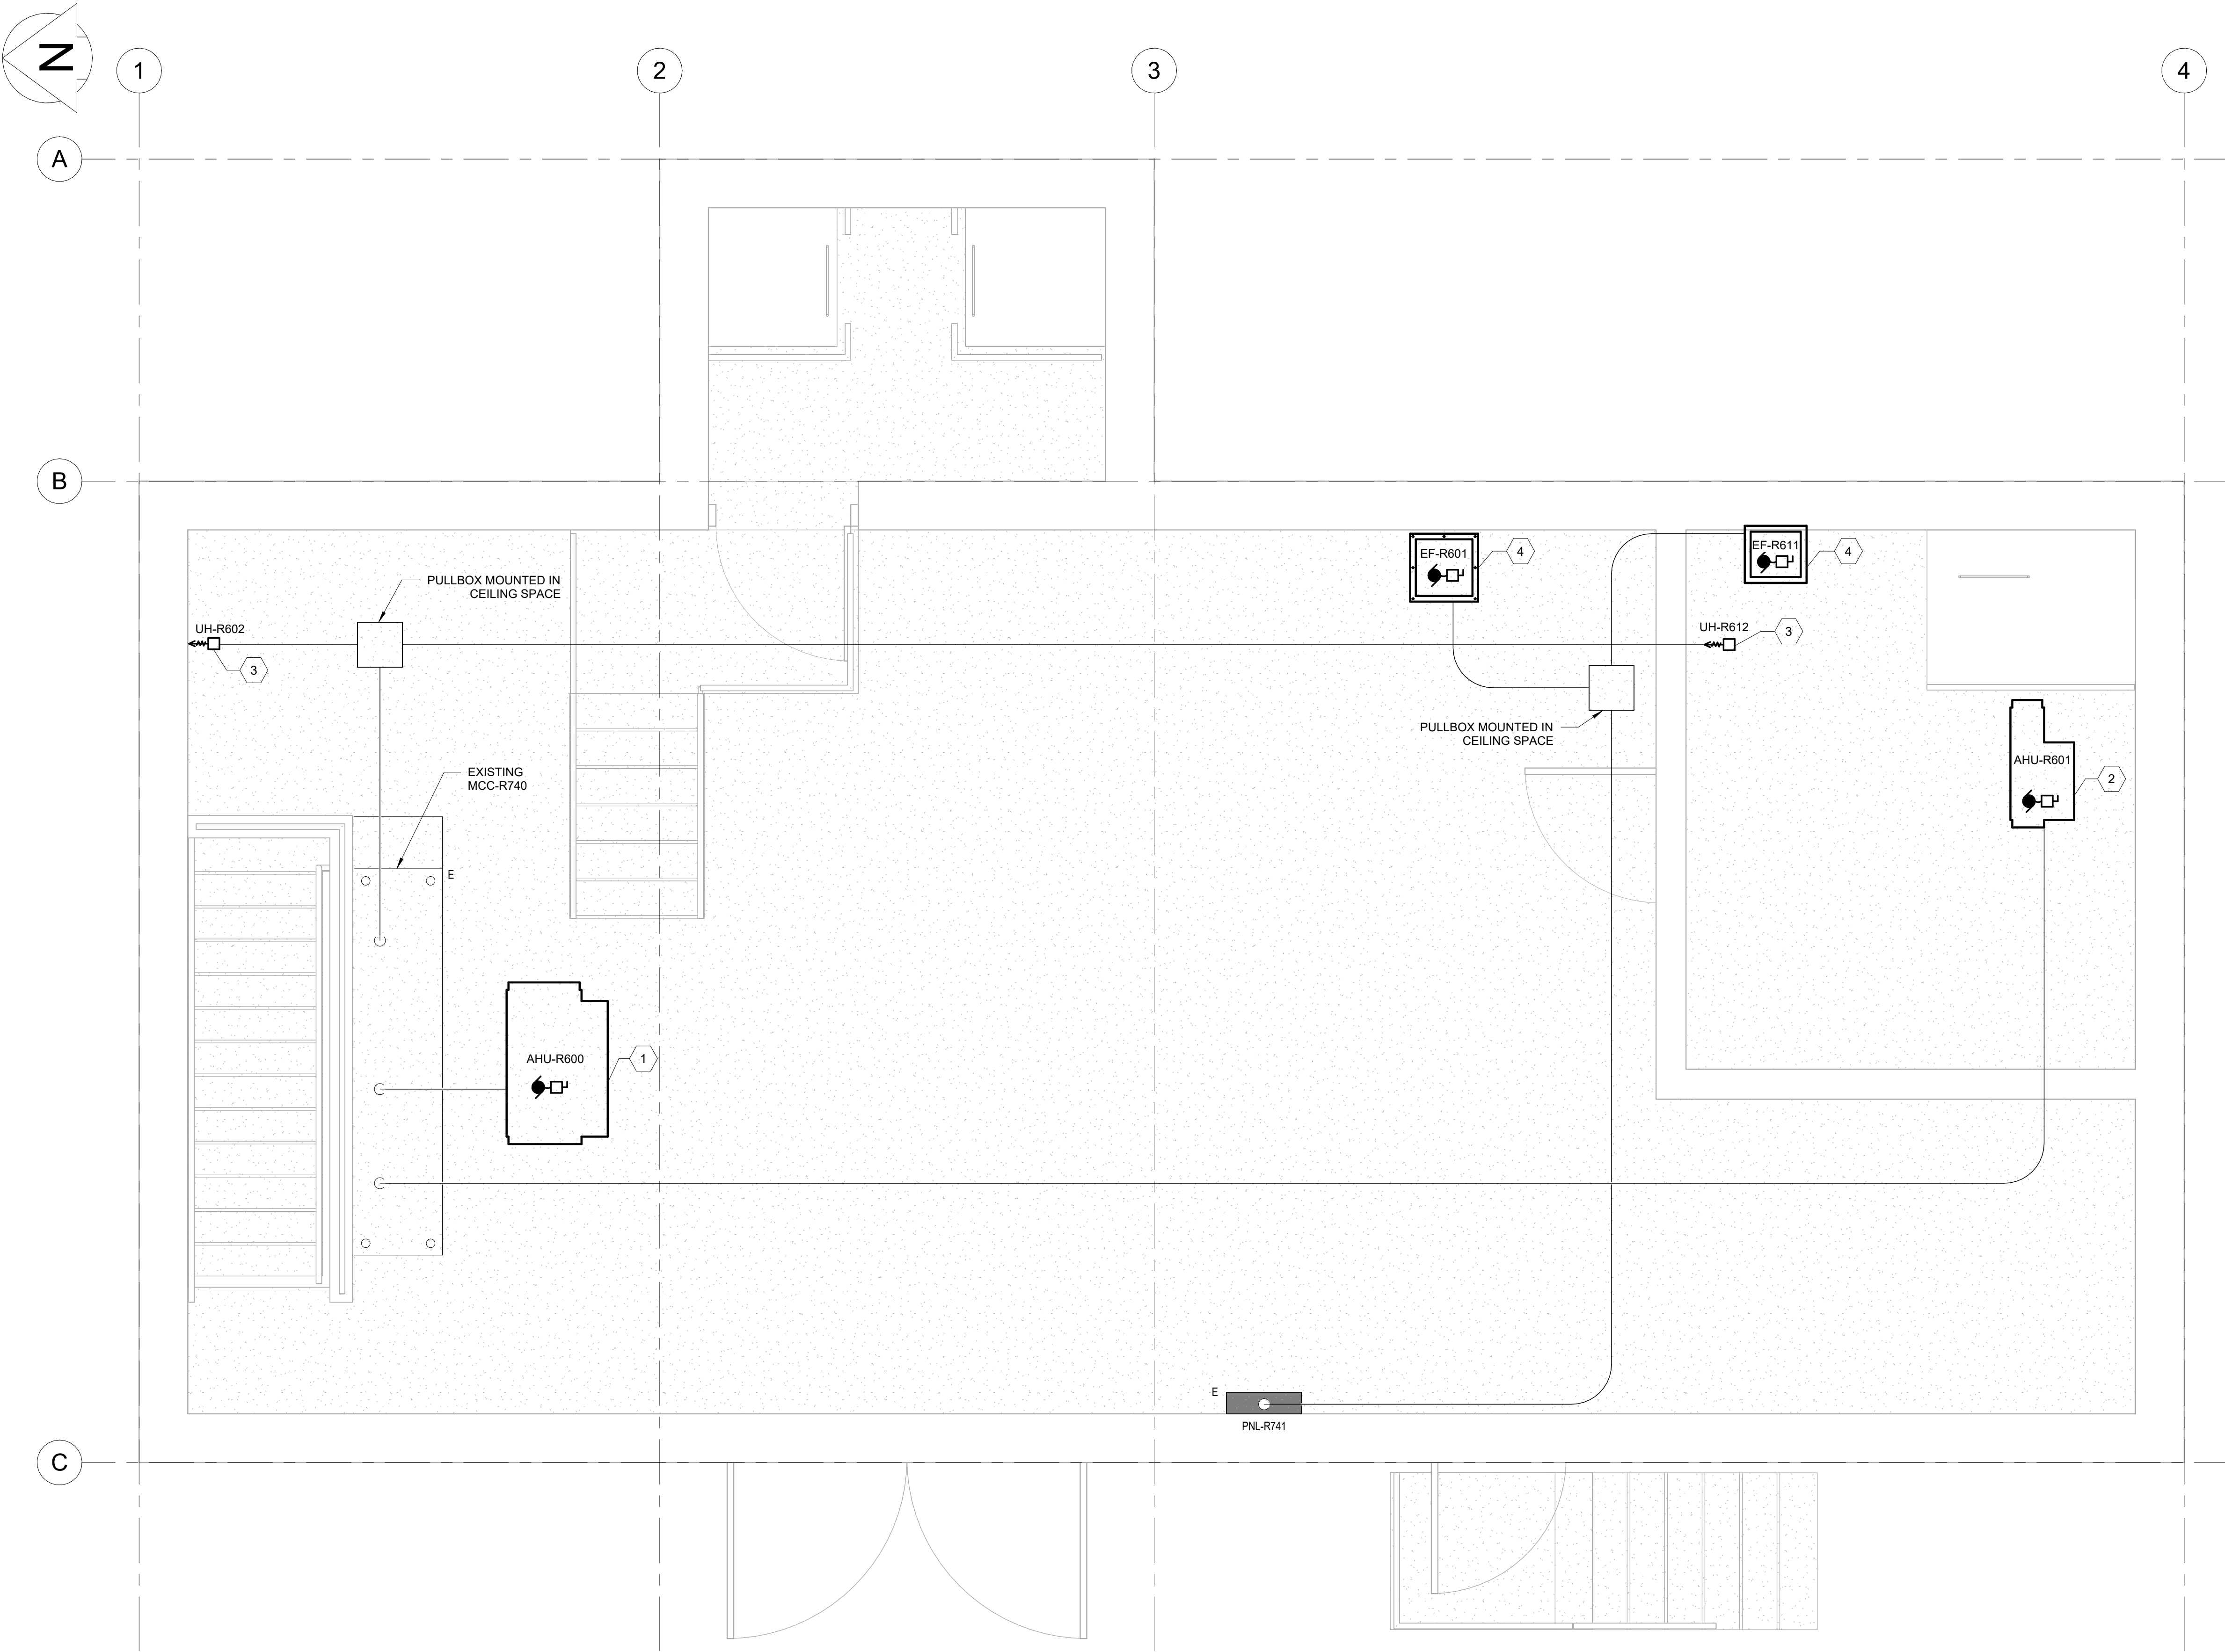 N
1
2
3
4
A
B
EF-R601
4
EF-R611
4
PULLBOX MOUNTED IN
CEILING SPACE
UH-R602
3
UH-R612
3
PULLBOX MOUNTED IN
CEILING SPACE
EXISTING
MCC-R740
E
AHU-R601
2
AHU-R600
1
E
PNL-R741
C